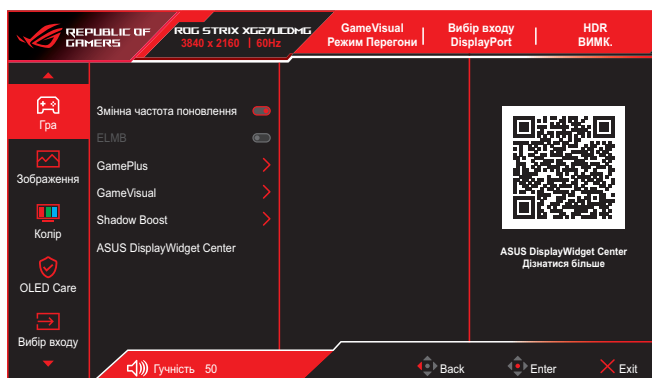 REPUBLIC OF
GAMERS
ROG STRIX XG27UCDMG
3840 x 2160 | 60Hz
GameVisual
Режим Перегони
Вибір входу
DisplayPort
HDR
ВИМК.
Гра
Зображення
Колір
OLED Care
Вибір входу
Змінна частота поновлення
ELMB
GamePlus
GameVisual
Shadow Boost
ASUS DisplayWidget Center
ASUS DisplayWidget Center
Дізнатися більше
Гучність 50
Back
Enter
Exit